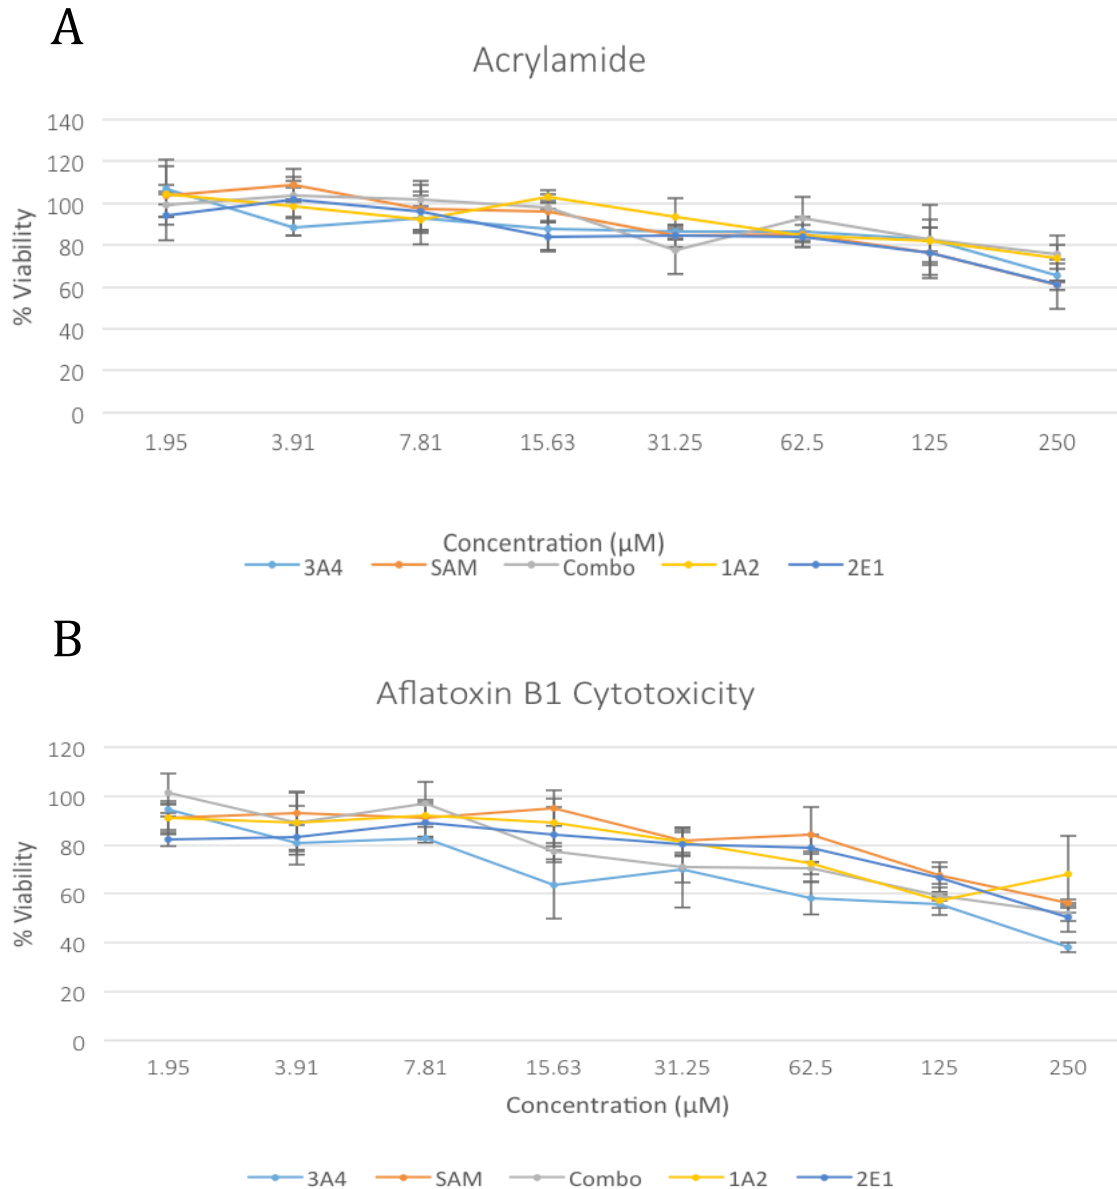 A
Acrylamide
140
120
100
80
60
40
20
0
% Viability
1.95 3.91 7.81 15.63 31.25 62.5 125 250
Concentration (μM)
3A4 SAM Combo 1A2 2E1
B
Aflatoxin B1 Cytotoxicity
120
100
80
60
40
20
0
% Viability
1.95 3.91 7.81 15.63 31.25 62.5 125 250
Concentration (μM)
3A4 SAM Combo 1A2 2E1